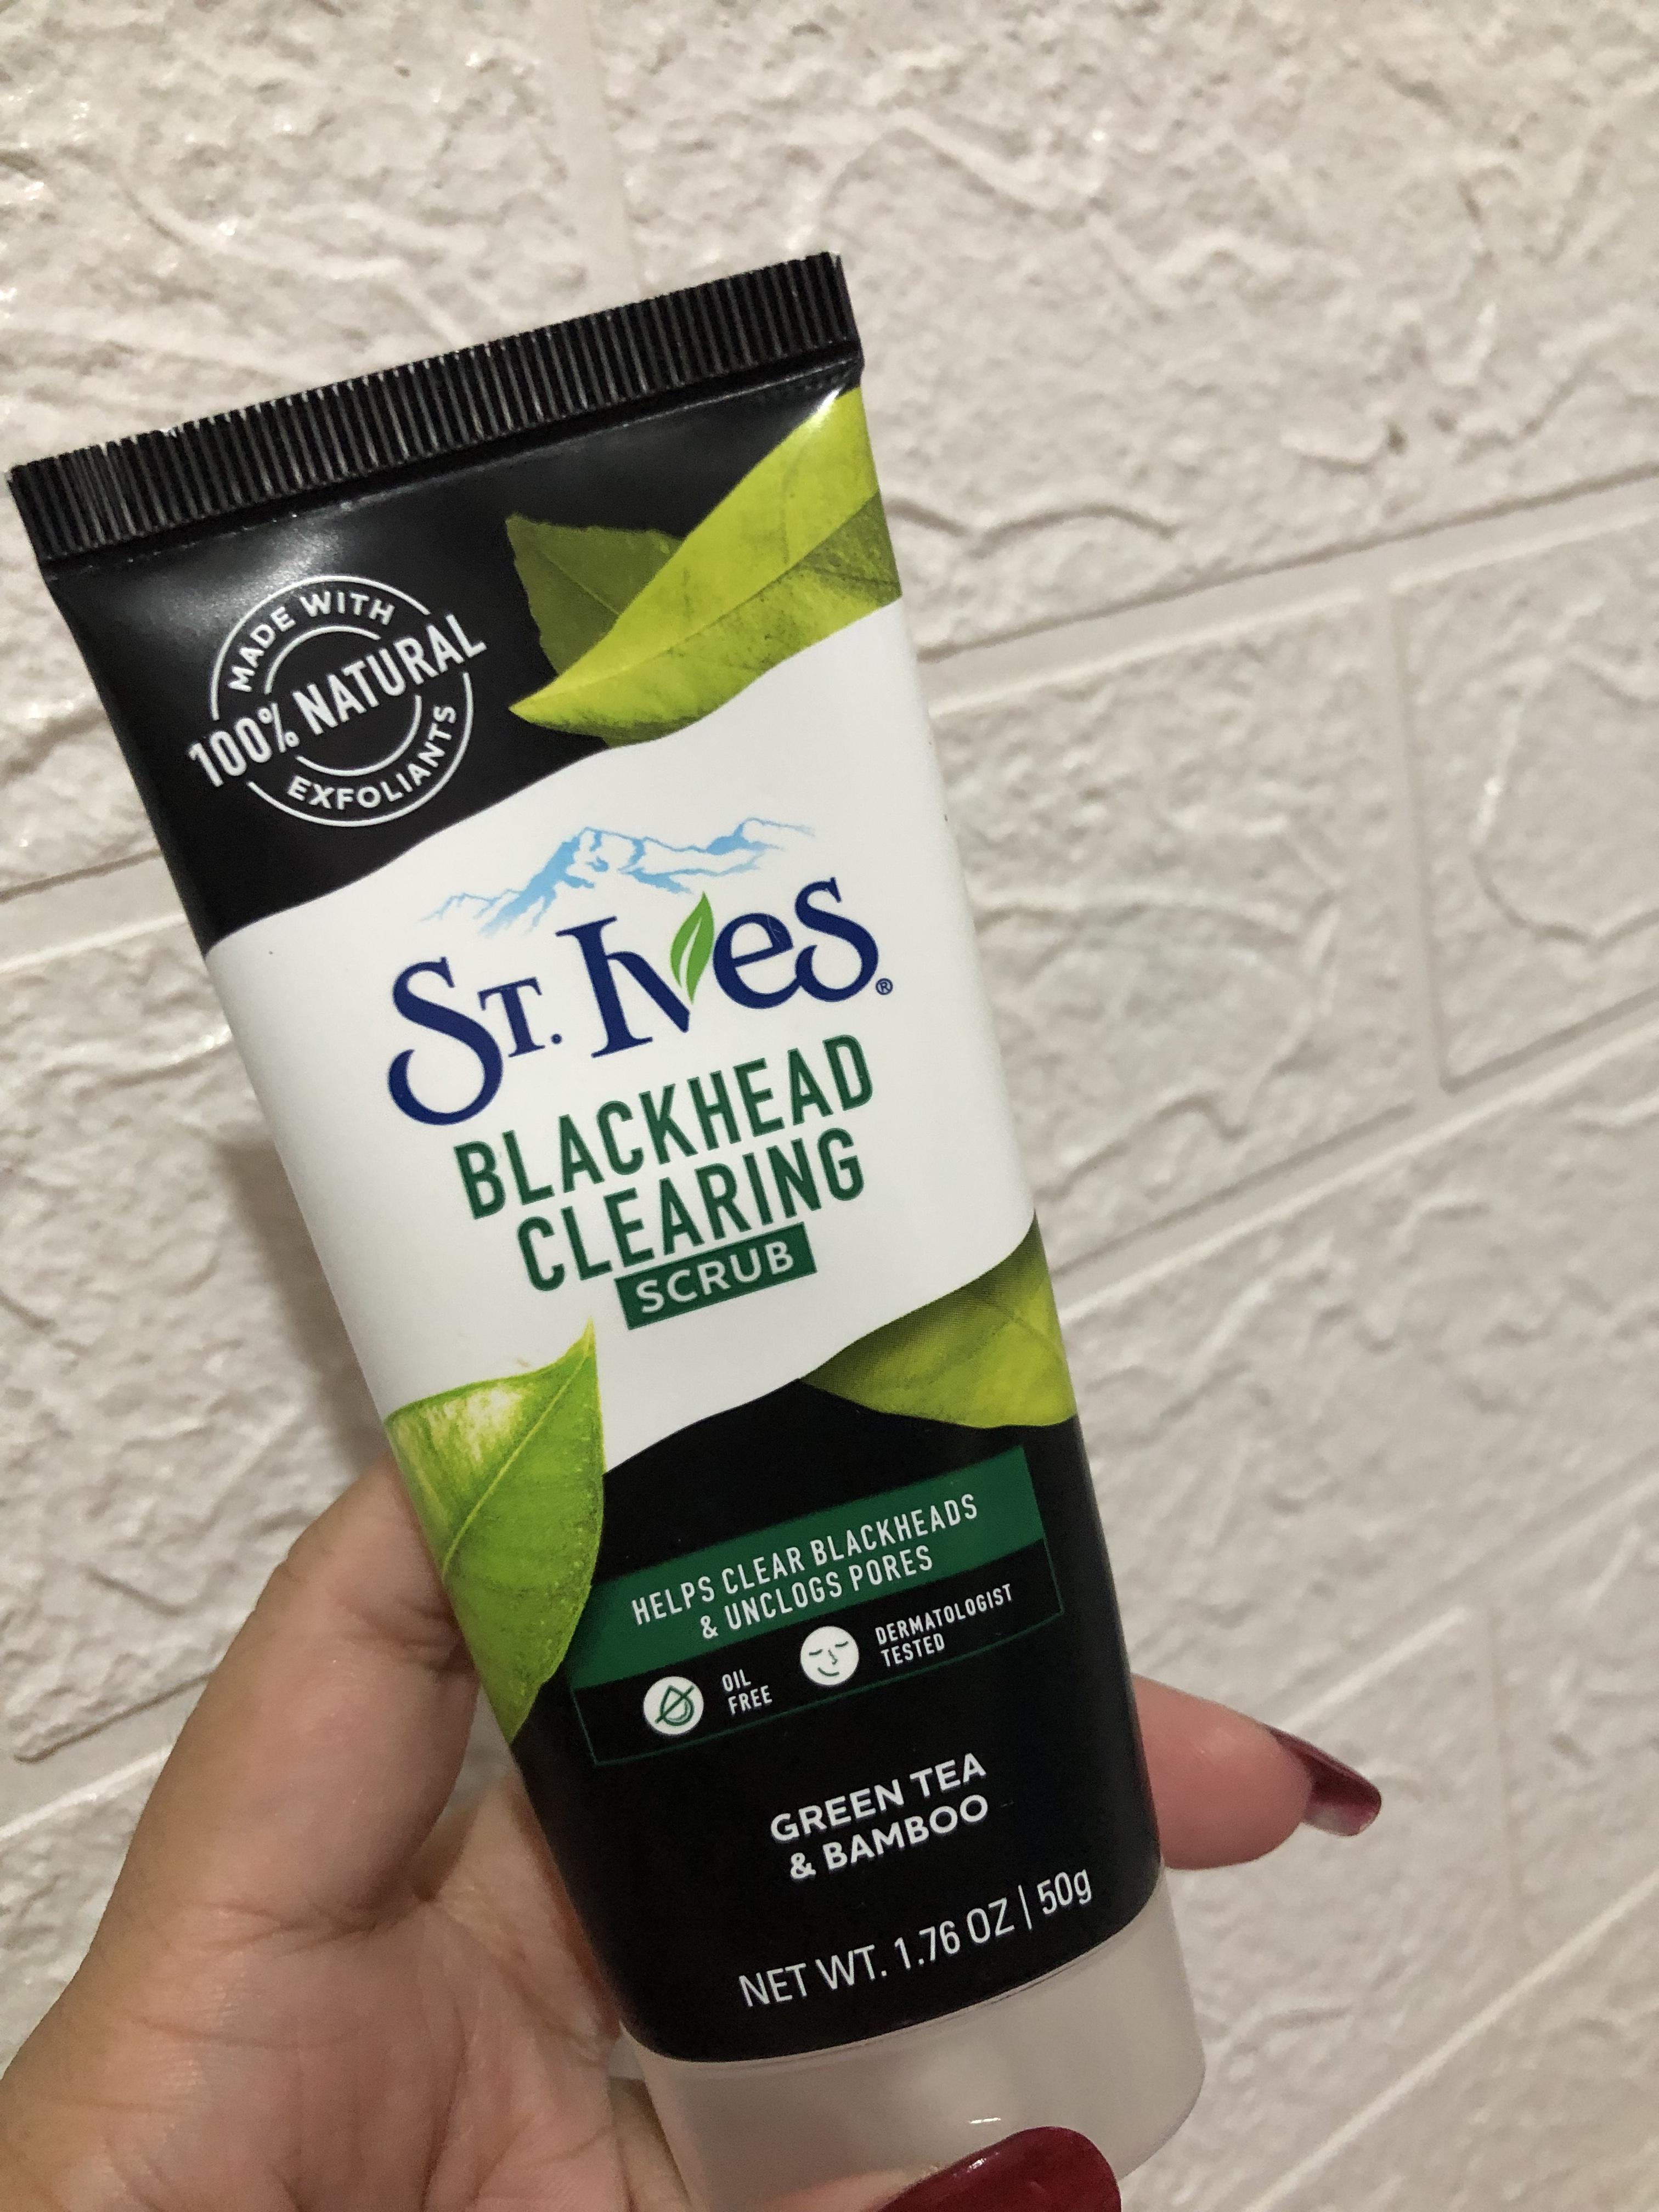 MADE WITH
100% NATURAL
EXFOLIANTS
ST. IVES®
BLACKHEAD
CLEARING
SCRUB
HELPS CLEAR BLACKHEADS
& UNCLOGS PORES
OIL
FREE
DERMATOLOGIST
TESTED
GREEN TEA
& BAMBOO
NET WT. 1.76 OZ | 50g